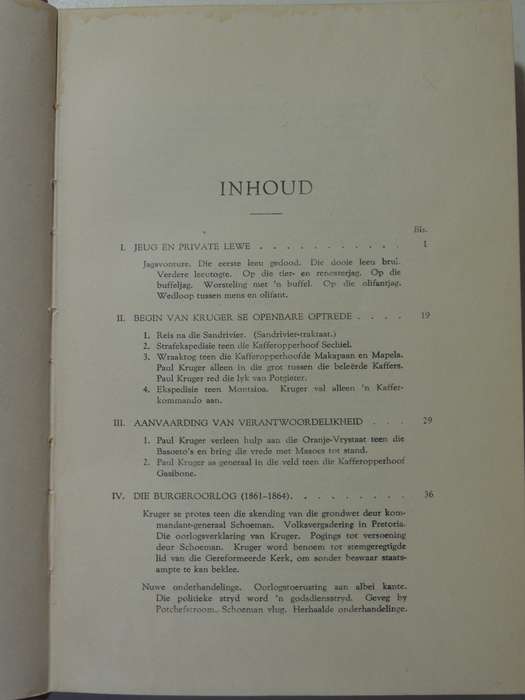 INHOUD
Bls.
I. JEUG EN PRIVATE LEWE . . . . . . . . . . . 1
Jagavonture. Die eerste leeu gedood. Die dooie leeu brul.
Verdere leeutogte. Op die tier- en renosterjag. Op die
buffeljag. Worsteling met 'n buffel. Op die olifantjag.
Wedloop tussen mens en olifant.
II. BEGIN VAN KRUGER SE OPENBARE OPTREDE . . . . 19
1. Reis na die Sandrivier. (Sandrivier-traktaat.)
2. Strafekspedisie teen die Kafferopperhoof Sechiel.
3. Wraaktog teen die Kafferopperhoofde Makapaan en Mapela.
Paul Kruger alleen in die grot tussen die beleërde Kaffers.
Paul Kruger red die lyk van Potgieter.
4. Ekspedisie teen Montsioa. Kruger val alleen 'n Kaffer-
kommando aan.
III. AANVAARDING VAN VERANTWOORDELIKHEID . . . 29
1. Paul Kruger verleen hulp aan die Oranje-Vrystaat teen die
Basoeto's en bring die vrede met Masoes tot stand.
2. Paul Kruger as generaal in die veld teen die Kafferopperhoof
Gasibone.
IV. DIE BURGEROORLOG (1861-1864). . . . . . . . . 36
Kruger se protes teen die skending van die grondwet deur kom-
mandant-generaal Schoeman. Volksvergadering in Pretoria.
Die oorlogsverklaring van Kruger. Pogings tot versoening
deur Schoeman. Kruger word benoem tot stemgeregtigde
lid van die Gereformeerde Kerk, om sonder beswaar staats-
ampte te kan beklee.
Nuwe onderhandelinge. Oorlogstoerusting aan albei kante.
Die politieke stryd word 'n godsdiensstryd. Geveg by
Potchefstroom. Schoeman vlug. Herhaalde onderhandelinge.